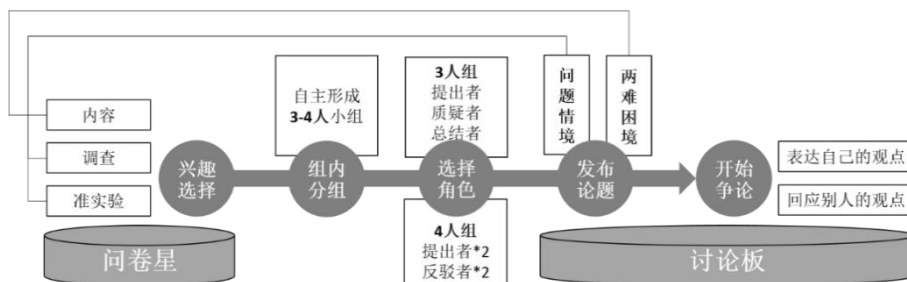 内容
调查
准实验
兴趣
选择
问卷星
自主形成
3-4人小组
组内
分组
3人组
提出者
质疑者
总结者
选择
角色
4人组
提出者*2
反驳者*2
问题情境
两难困境
发布
论题
开始
争论
表达自己的观点
回应别人的观点
讨论板